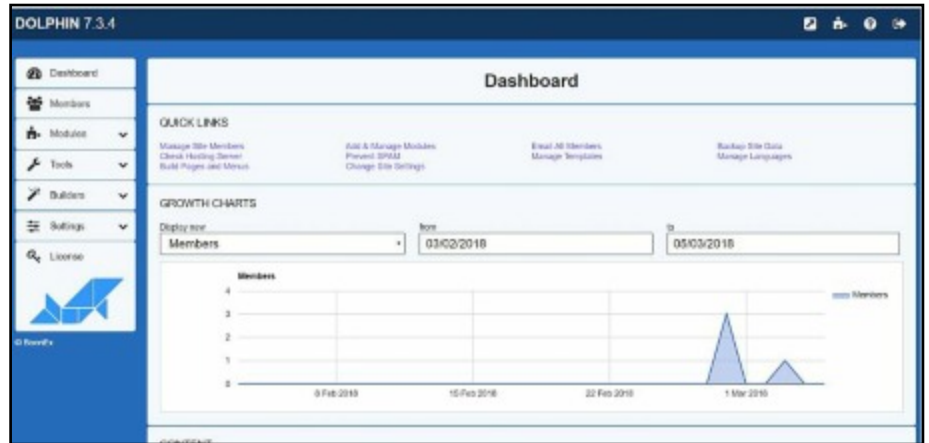 DOLPHIN 7.3.4
Dashboard
Members
Modules
Tools
Builders
Settings
License
© BoonEx
Dashboard
QUICK LINKS
Manage Site Members
Add & Manage Modules
Email All Members
Backup Site Data
Check Hosting Server
Prevent SPAM
Manage Templates
Manage Languages
Build Pages and Menus
Change Site Settings
GROWTH CHARTS
Display new
from
to
Members
03/02/2018
05/03/2018
Members
4
3
2
1
0
Members
8 Feb 2018
15 Feb 2018
22 Feb 2018
1 Mar 2018
CONTENT